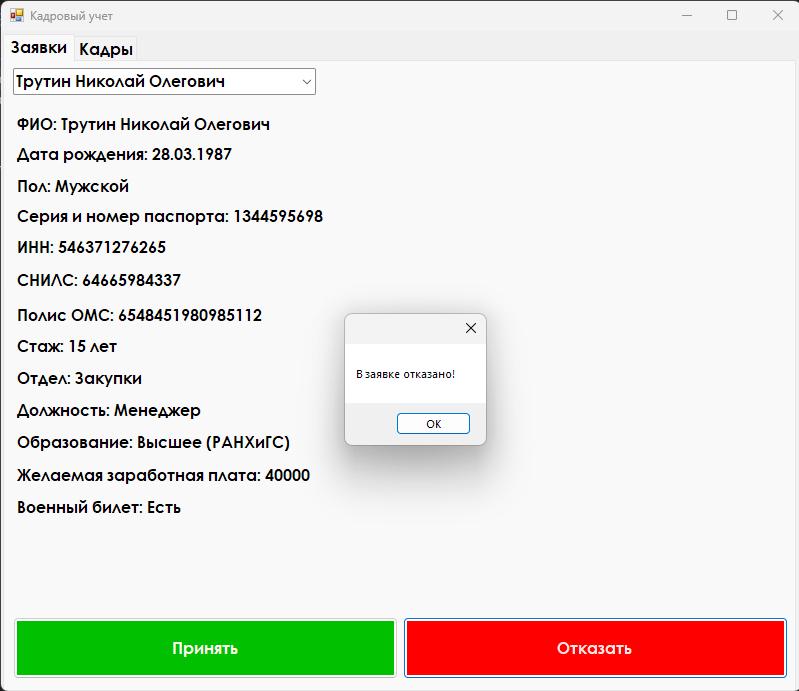 Кадровый учет
Заявки Кадры
Трутин Николай Олегович
ФИО: Трутин Николай Олегович
Дата рождения: 28.03.1987
Пол: Мужской
Серия и номер паспорта: 1344595698
ИНН: 546371276265
СНИЛС: 64665984337
Полис ОМС: 6548451980985112
Стаж: 15 лет
Отдел: Закупки
Должность: Менеджер
Образование: Высшее (РАНХиГС)
Желаемая заработная плата: 40000
Военный билет: Есть
В заявке отказано!
ОК
Принять Отказать